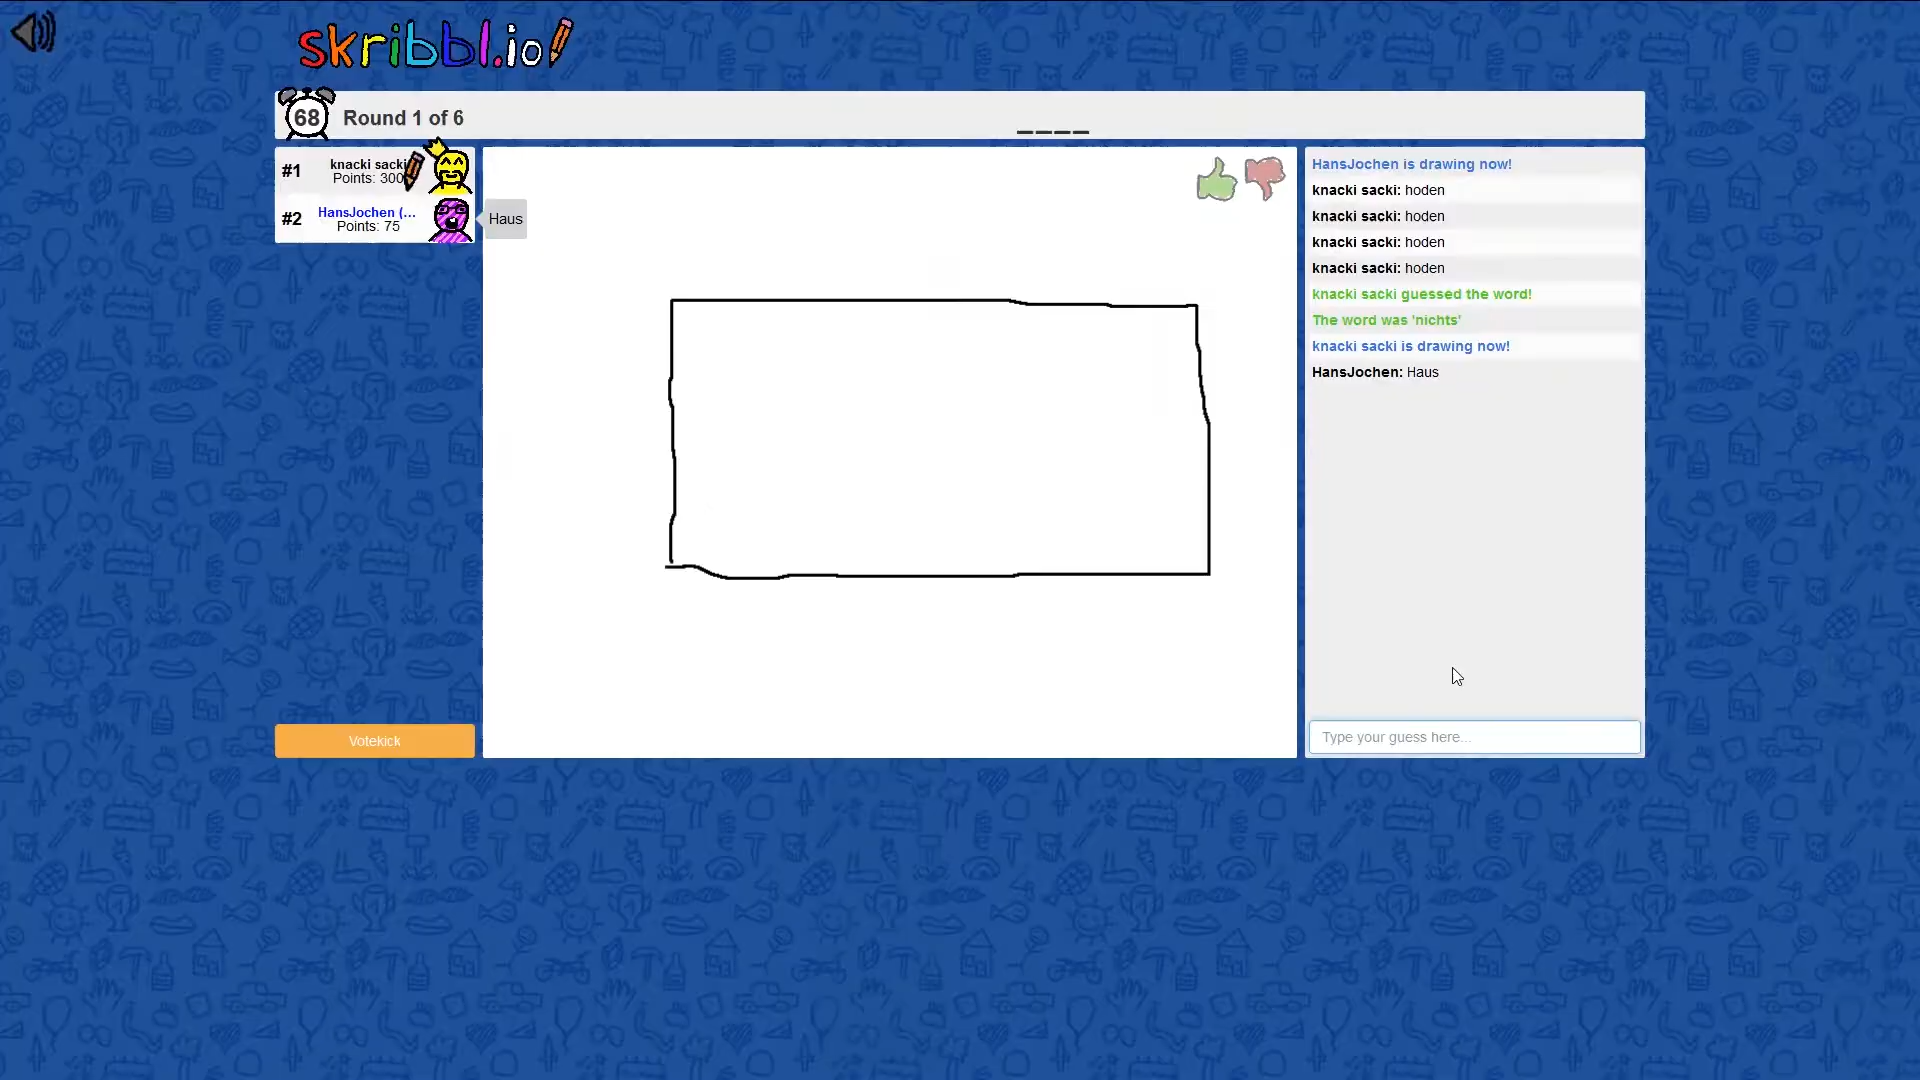 skribbl.io
68 Round 1 of 6
____
#1 knacki sacki
Points: 300
#2 HansJochen (...
Points: 75
Haus
HansJochen is drawing now!
knacki sacki: hoden
knacki sacki: hoden
knacki sacki: hoden
knacki sacki: hoden
knacki sacki guessed the word!
The word was 'nichts'
knacki sacki is drawing now!
HansJochen: Haus
Votekick
Type your guess here...